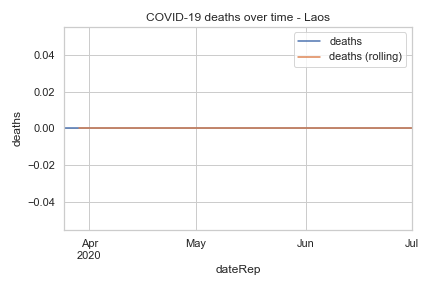 COVID-19 deaths over time - Laos
deaths
deaths (rolling)
0.04
0.02
0.00
−0.02
−0.04
deaths
Apr
2020
May
Jun
Jul
dateRep